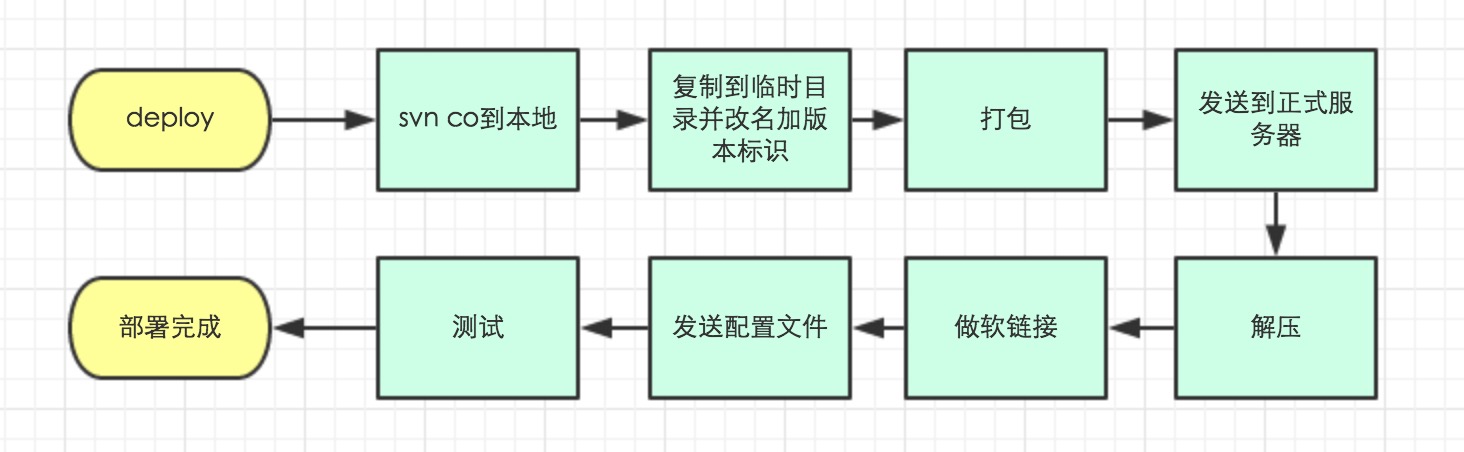 deploy
svn co到本地
复制到临时目
录并改名加版
本标识
打包
发送到正式服
务器
解压
做软链接
发送配置文件
测试
部署完成